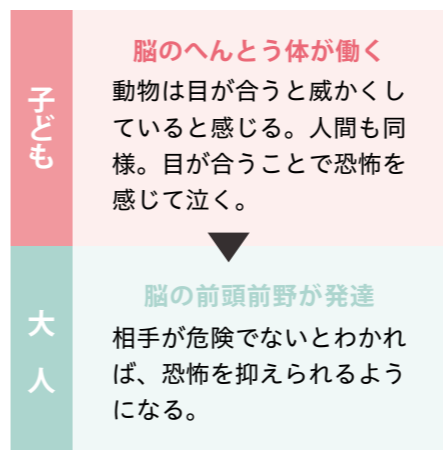 子ども
脳のへんとう体が働く
動物は目が合うと威かくし
ていると感じる。人間も同
様。目が合うことで恐怖を
感じて泣く。
大人
脳の前頭前野が発達
相手が危険でないとわかれ
ば、恐怖を抑えられるよう
になる。